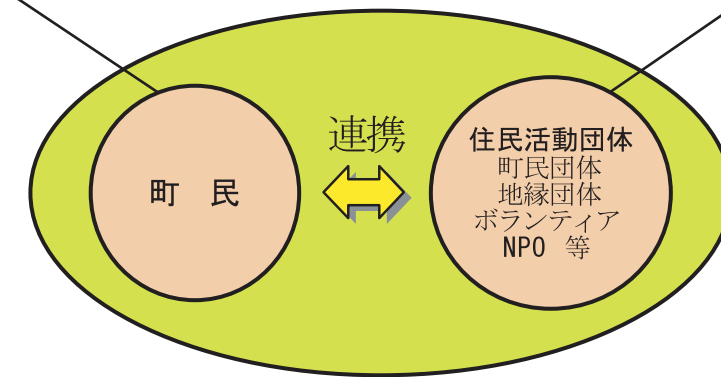 連携
町　民
住民活動団体
町民団体
地縁団体
ボランティア
NPO　等